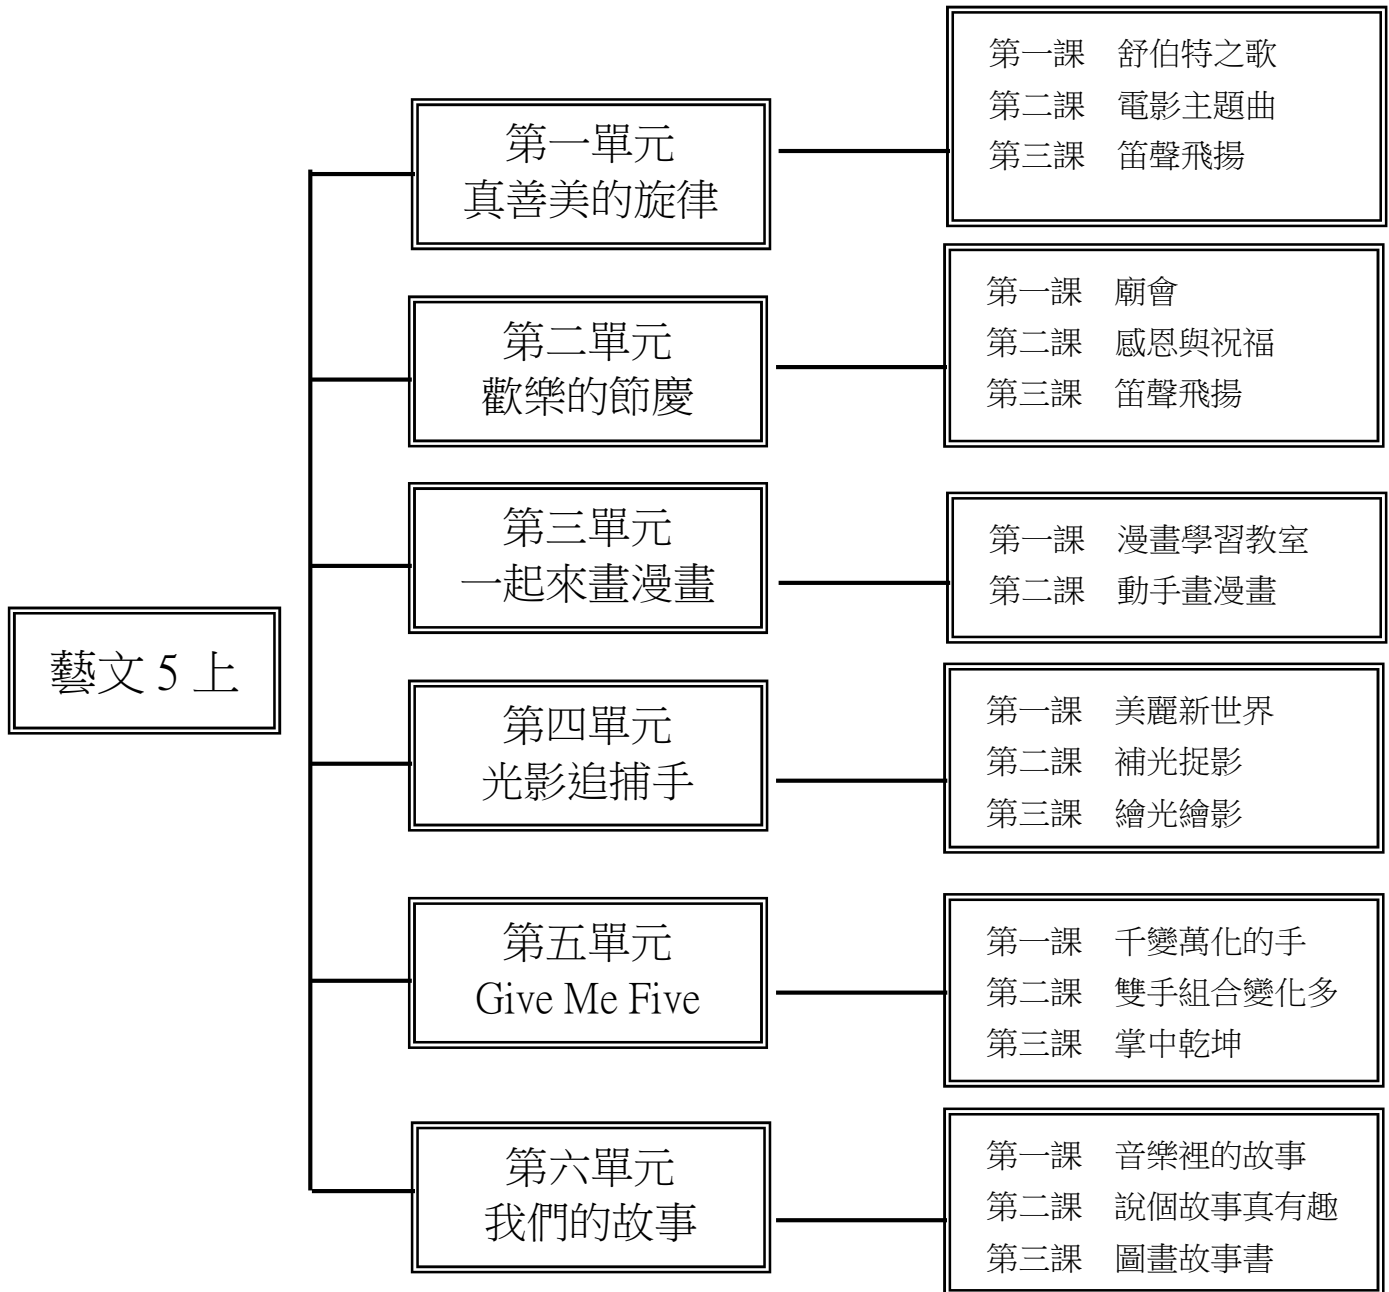 藝文 5 上
第一單元
真善美的旋律
第一課　舒伯特之歌
第二課　電影主題曲
第三課　笛聲飛揚
第二單元
歡樂的節慶
第一課　廟會
第二課　感恩與祝福
第三課　笛聲飛揚
第三單元
一起來畫漫畫
第一課　漫畫學習教室
第二課　動手畫漫畫
第四單元
光影追捕手
第一課　美麗新世界
第二課　補光捉影
第三課　繪光繪影
第五單元
Give Me Five
第一課　千變萬化的手
第二課　雙手組合變化多
第三課　掌中乾坤
第六單元
我們的故事
第一課　音樂裡的故事
第二課　說個故事真有趣
第三課　圖畫故事書